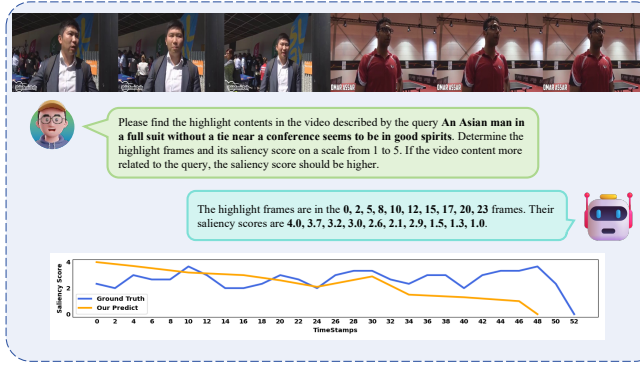 OMAR ASSAR
OMAR ASSAR
OMAR ASSAR
Please find the highlight contents in the video described by the query An Asian man in
a full suit without a tie near a conference seems to be in good spirits. Determine the
highlight frames and its saliency score on a scale from 1 to 5. If the video content more
related to the query, the saliency score should be higher.
The highlight frames are in the 0, 2, 5, 8, 10, 12, 15, 17, 20, 23 frames. Their
saliency scores are 4.0, 3.7, 3.2, 3.0, 2.6, 2.1, 2.9, 1.5, 1.3, 1.0.
Saliency Score
4
2
0
Ground Truth
Our Predict
0 2 4 6 8 10 12 14 16 18 20 22 24 26 28 30 32 34 36 38 40 42 44 46 48 50 52
TimeStamps